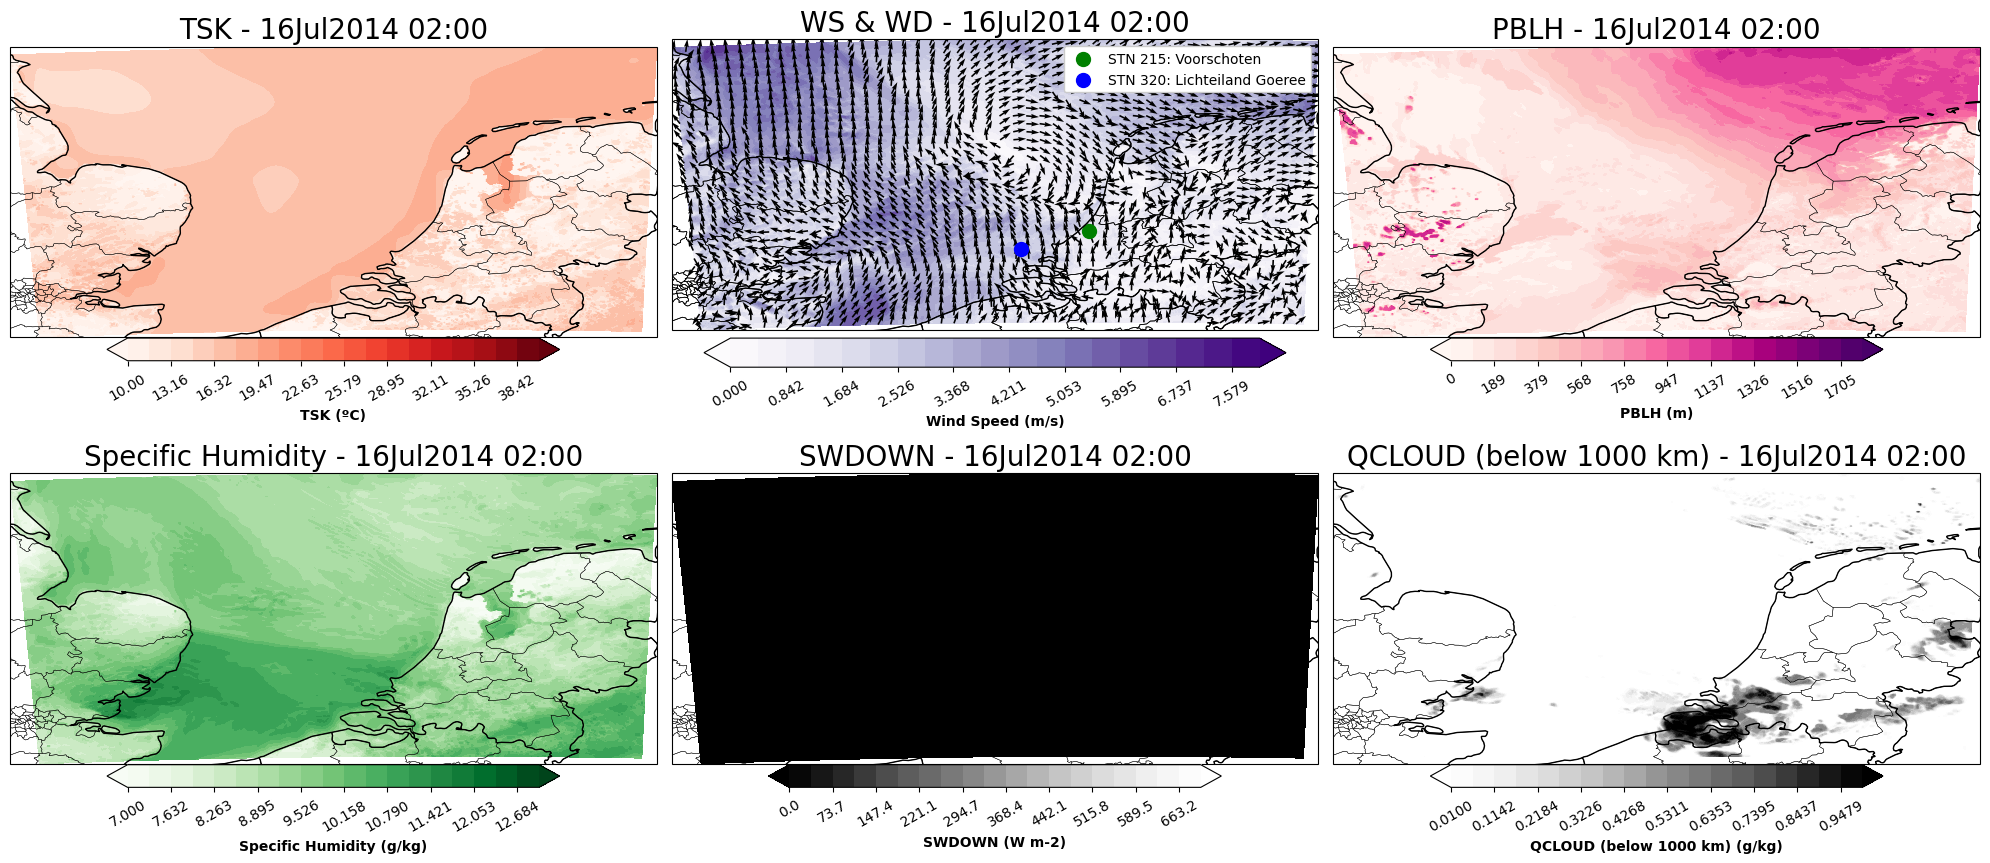 TSK - 16Jul2014 02:00
10.00 13.16 16.32 19.47 22.63 25.79 28.95 32.11 35.26 38.42
TSK (ºC)
WS & WD - 16Jul2014 02:00
STN 215: Voorschoten
STN 320: Lichteiland Goeree
0.000 0.842 1.684 2.526 3.368 4.211 5.053 5.895 6.737 7.579
Wind Speed (m/s)
PBLH - 16Jul2014 02:00
0 189 379 568 758 947 1137 1326 1516 1705
PBLH (m)
Specific Humidity - 16Jul2014 02:00
7.000 7.632 8.263 8.895 9.526 10.158 10.790 11.421 12.053 12.684
Specific Humidity (g/kg)
SWDOWN - 16Jul2014 02:00
0.0 73.7 147.4 221.1 294.7 368.4 442.1 515.8 589.5 663.2
SWDOWN (W m-2)
QCLOUD (below 1000 km) - 16Jul2014 02:00
0.0100 0.1142 0.2184 0.3226 0.4268 0.5311 0.6353 0.7395 0.8437 0.9479
QCLOUD (below 1000 km) (g/kg)